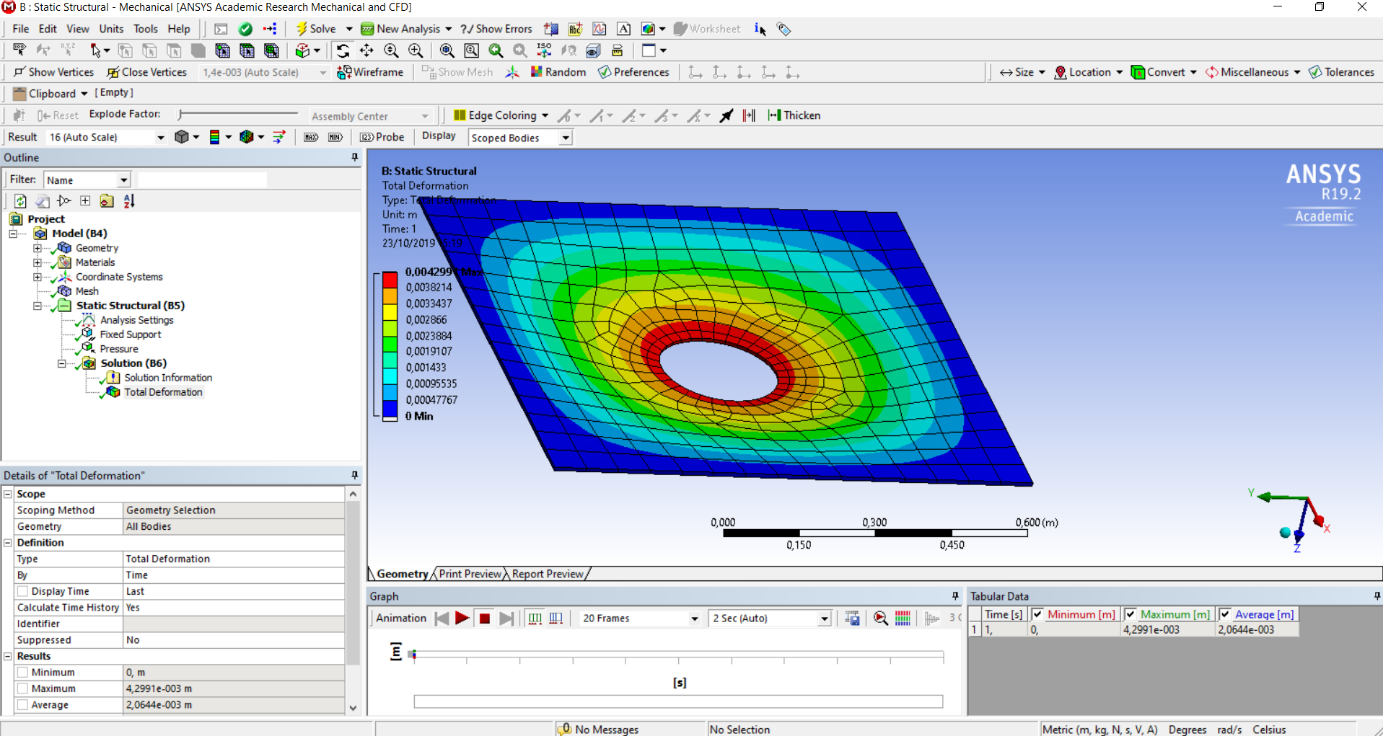 B : Static Structural - Mechanical [ANSYS Academic Research Mechanical and CFD]
File Edit View Units Tools Help Solve New Analysis ?/ Show Errors Worksheet
Show Vertices Close Vertices 1,4e-003 (Auto Scale) Wireframe Show Mesh Random Preferences Size Location Convert Miscellaneous Tolerances
Clipboard [ Empty ]
Reset Explode Factor: Assembly Center Edge Coloring Thicken
Result 16 (Auto Scale) MAX MIN Probe Display Scoped Bodies
Outline
Filter: Name
Project
Model (B4)
Geometry
Materials
Coordinate Systems
Mesh
Static Structural (B5)
Analysis Settings
Fixed Support
Pressure
Solution (B6)
Solution Information
Total Deformation
Details of "Total Deformation"
Scope
Scoping Method Geometry Selection
Geometry All Bodies
Definition
Type Total Deformation
By Time
Display Time Last
Calculate Time History Yes
Identifier
Suppressed No
Results
Minimum 0, m
Maximum 4,2991e-003 m
Average 2,0644e-003 m
B: Static Structural
Total Deformation
Type: Total Deformation
Unit: m
Time: 1
23/10/2019
0,004299 Max
0,0038214
0,0033437
0,002866
0,0023884
0,0019107
0,001433
0,00095535
0,00047767
0 Min
ANSYS
R19.2
Academic
0,000 0,300 0,600 (m)
0,150 0,450
Y
X
Z
Geometry Print Preview Report Preview
Graph
Animation 20 Frames 2 Sec (Auto) 3 C
[m]
[s]
Tabular Data
Time [s] Minimum [m] Maximum [m] Average [m]
1 1, 0, 4,2991e-003 2,0644e-003
0 No Messages No Selection Metric (m, kg, N, s, V, A) Degrees rad/s Celsius